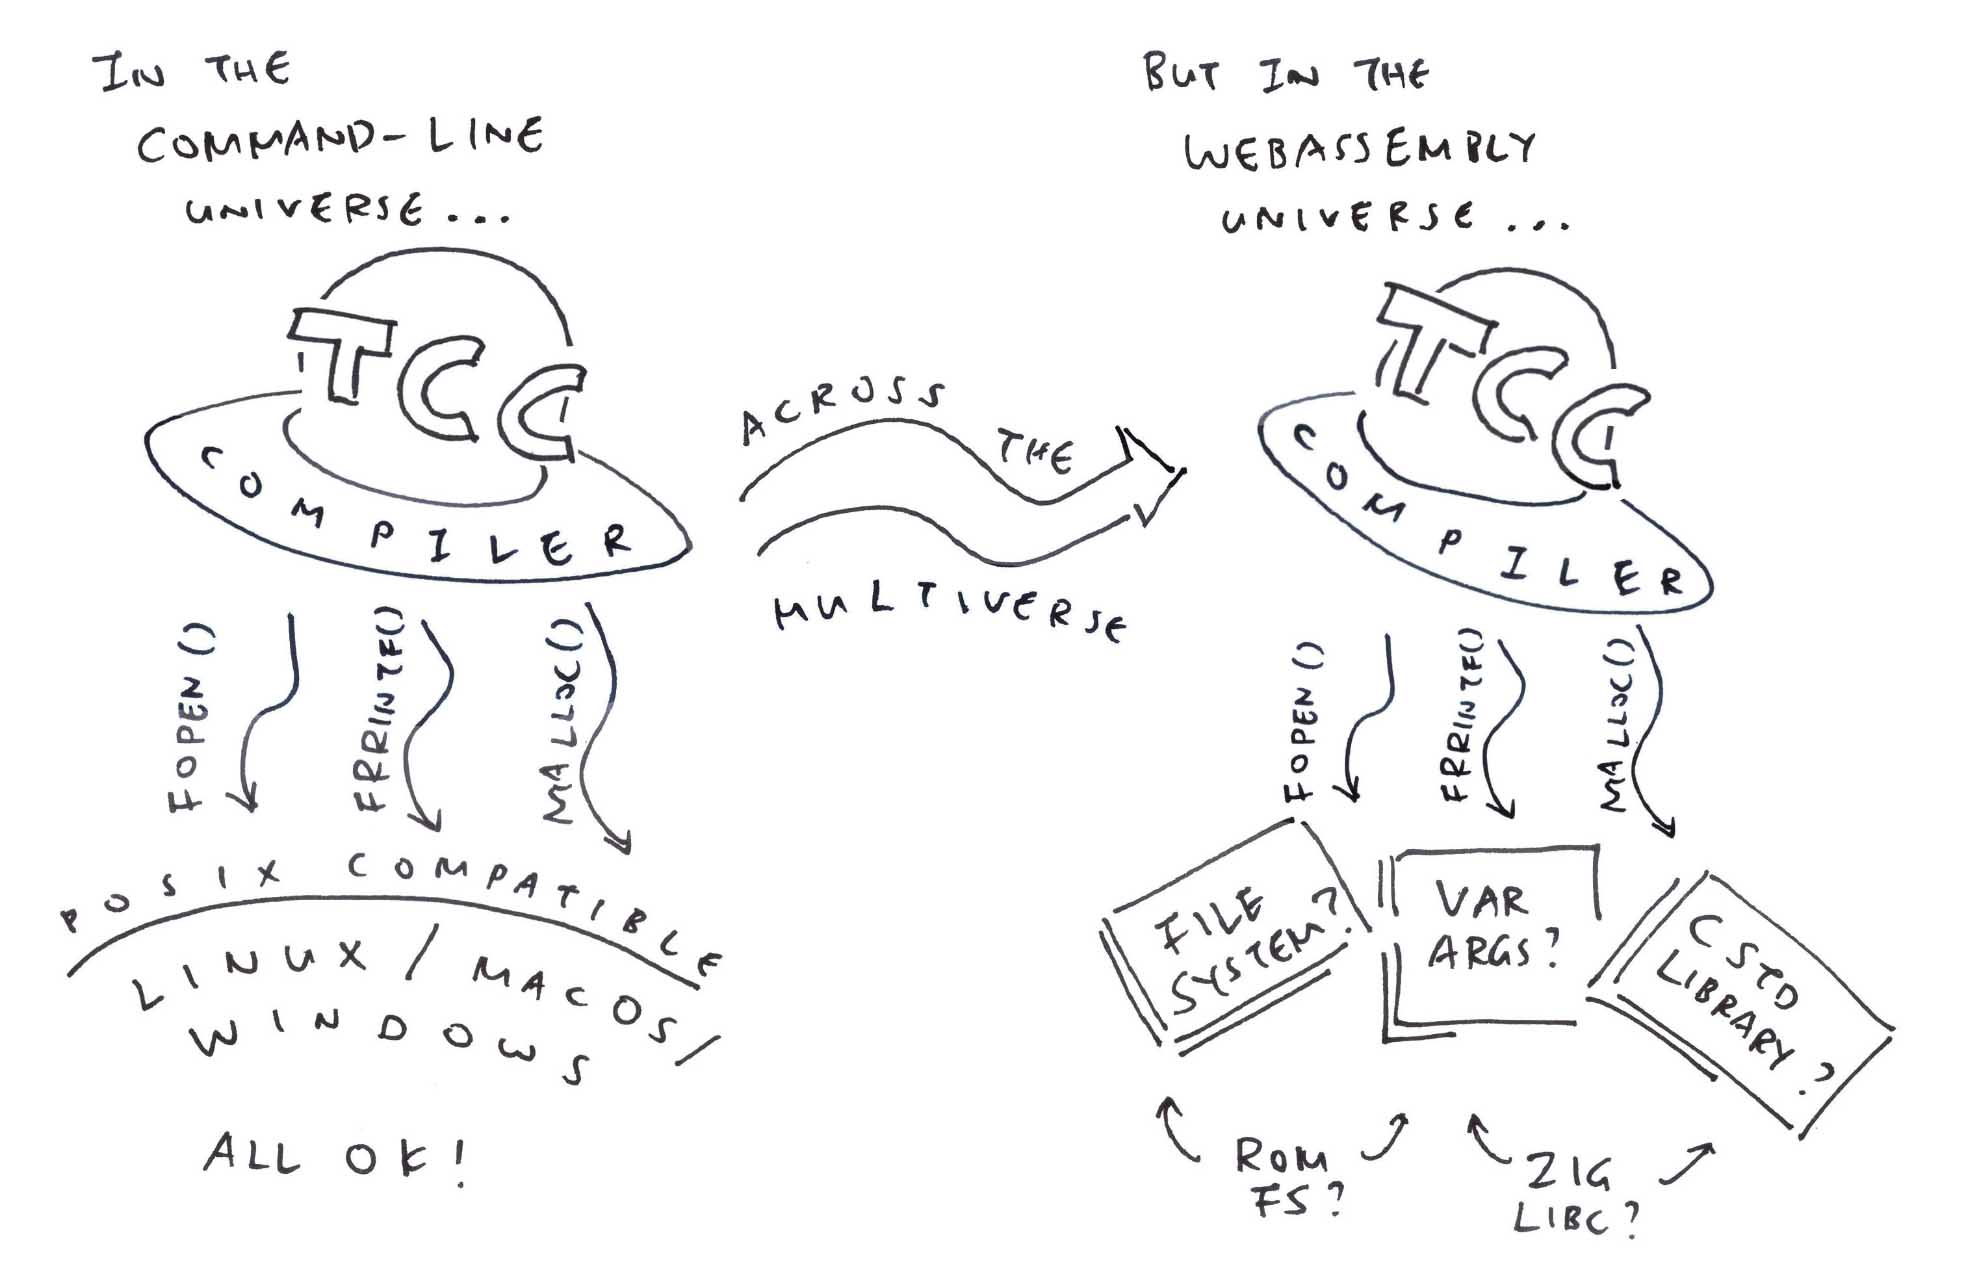 IN THE
COMMAND-LINE
UNIVERSE...
TCC
COMPILER
FOPEN()
FRRINTF()
MALLOC()
POSIX COMPATIBLE
LINUX / MACOS/
WINDOWS
ALL OK!
ACROSS THE
MULTIVERSE
BUT IN THE
WEBASSEMBLY
UNIVERSE...
TCC
COMPILER
FOPEN()
FRRINTF()
MALLOC()
FILE
SYSTEM?
VAR
ARGS?
C STD
LIBRARY?
ROM
FS?
ZIG
LIBC?